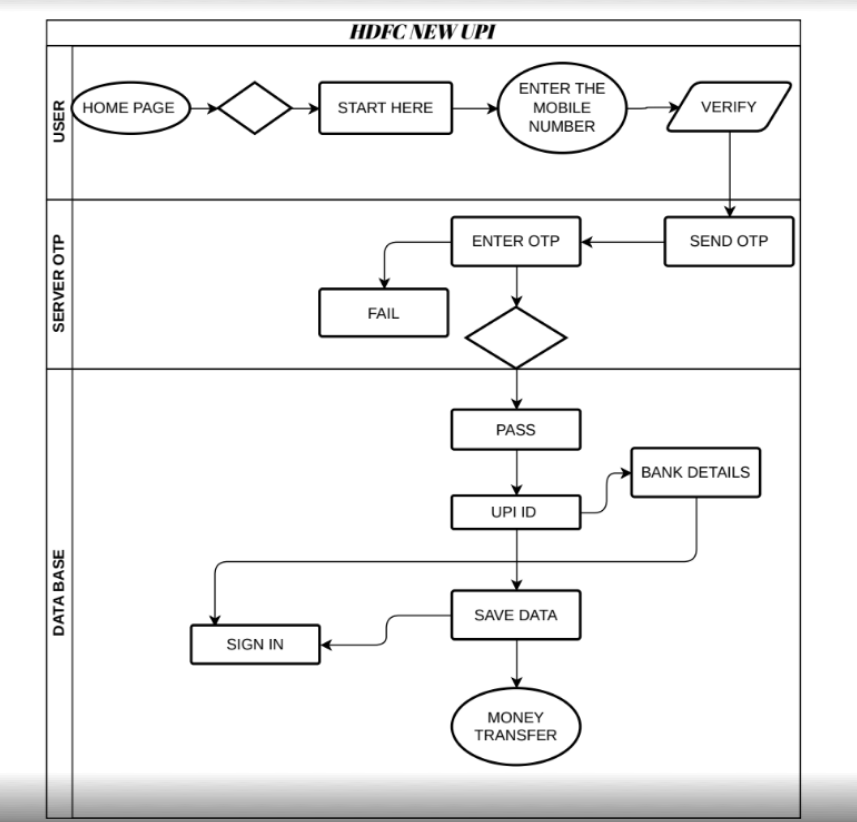 HDFC NEW UPI
USER
HOME PAGE
START HERE
ENTER THE
MOBILE
NUMBER
VERIFY
SERVER OTP
ENTER OTP
SEND OTP
FAIL
DATA BASE
PASS
BANK DETAILS
UPI ID
SAVE DATA
SIGN IN
MONEY
TRANSFER